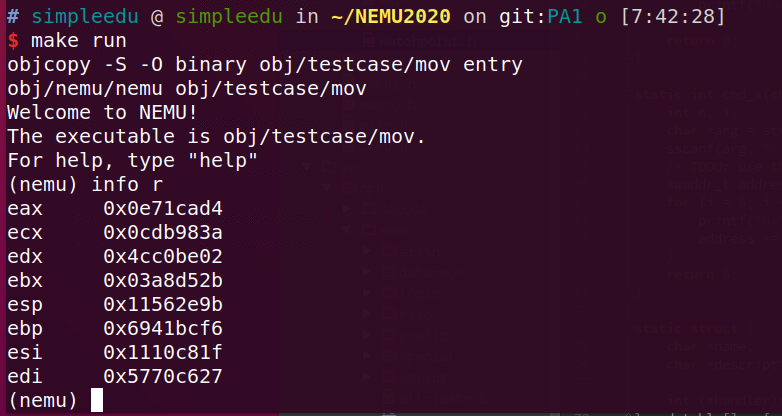 # simpleedu @ simpleedu in ~/NEMU2020 on git:PA1 o [7:42:28]
$ make run
objcopy -S -O binary obj/testcase/mov entry
obj/nemu/nemu obj/testcase/mov
Welcome to NEMU!
The executable is obj/testcase/mov.
For help, type "help"
(nemu) info r
eax     0x0e71cad4
ecx     0x0cdb983a
edx     0x4cc0be02
ebx     0x03a8d52b
esp     0x11562e9b
ebp     0x6941bcf6
esi     0x1110c81f
edi     0x5770c627
(nemu)